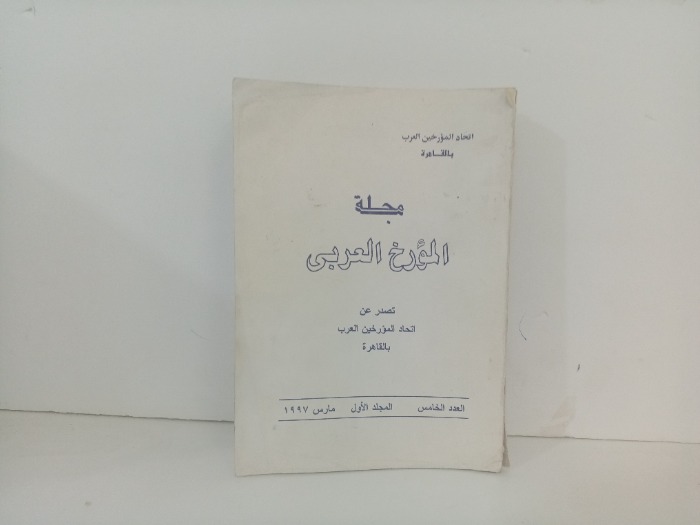 اتحاد المؤرخين العرب
بالقاهرة
مجلة
المؤرخ العربى
تصدر عن
اتحاد المؤرخين العرب
بالقاهرة
العدد الخامس المجلد الأول مارس ١٩٩٧